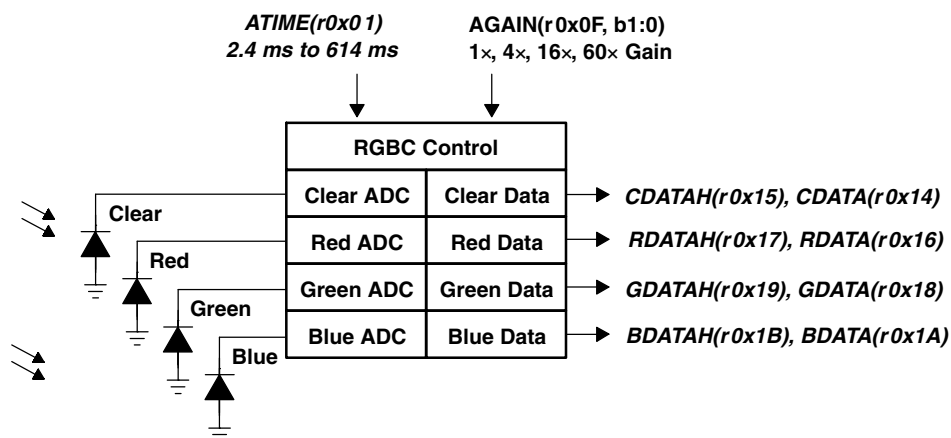 ATIME(r0x01)
2.4 ms to 614 ms
AGAIN(r0x0F, b1:0)
1×, 4×, 16×, 60× Gain
RGBC Control
Clear
Clear ADC
Clear Data
CDATAH(r0x15), CDATA(r0x14)
Red
Red ADC
Red Data
RDATAH(r0x17), RDATA(r0x16)
Green
Green ADC
Green Data
GDATAH(r0x19), GDATA(r0x18)
Blue
Blue ADC
Blue Data
BDATAH(r0x1B), BDATA(r0x1A)